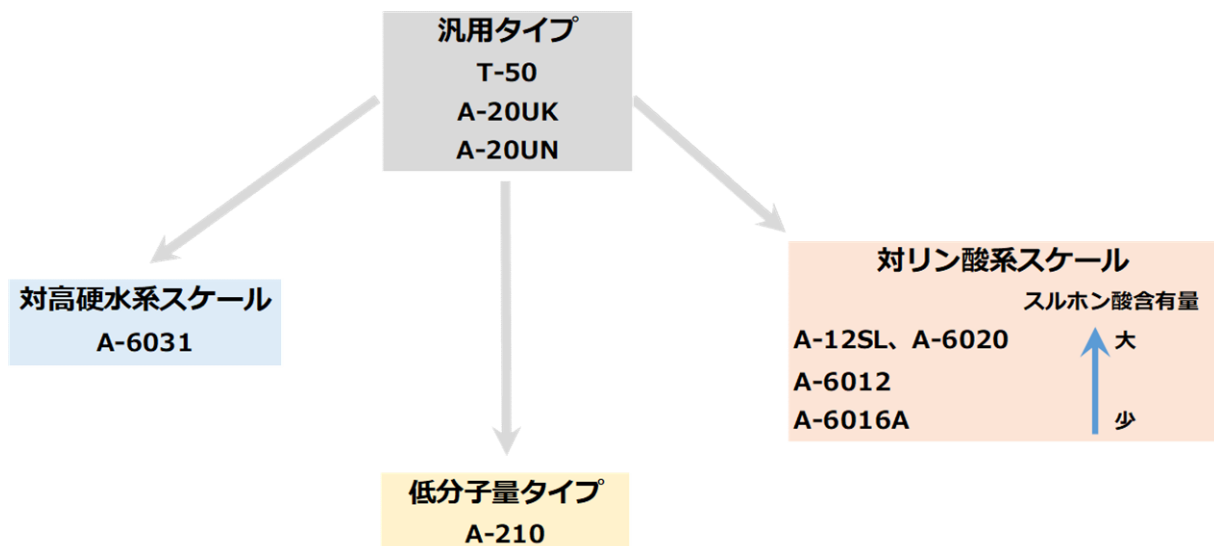 汎用タイプ
T-50
A-20UK
A-20UN
対高硬水系スケール
A-6031
対リン酸系スケール
スルホン酸含有量
A-12SL、A-6020 大
A-6012
A-6016A 少
低分子量タイプ
A-210